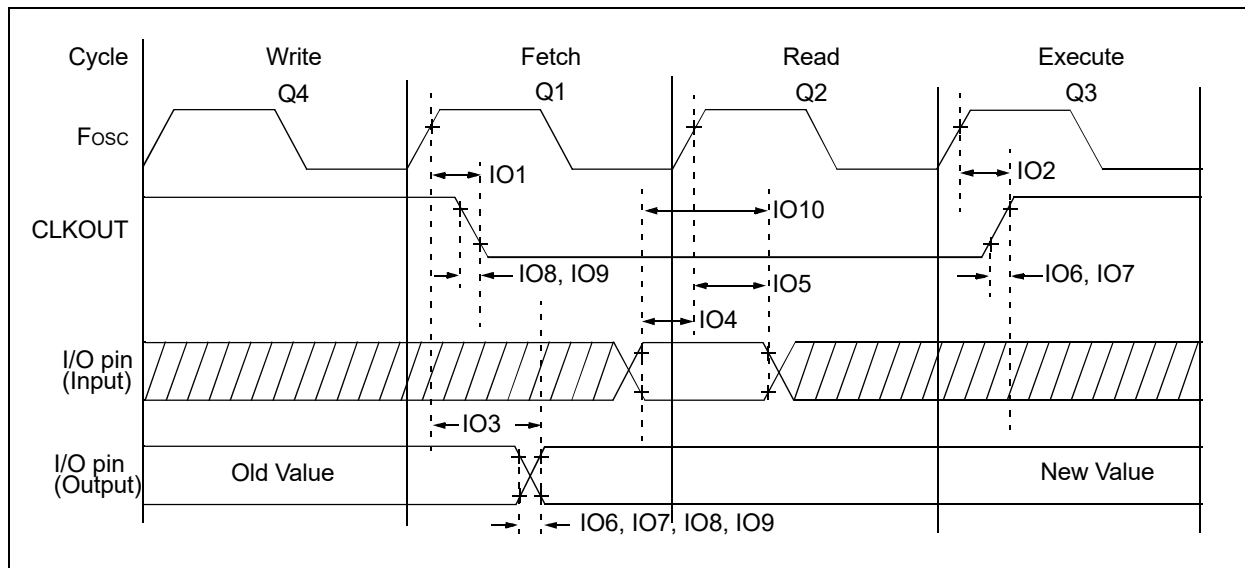 Cycle Write Fetch Read Execute
Q4 Q1 Q2 Q3
FOSC
IO1 IO2
CLKOUT IO10
IO8, IO9 IO5 IO6, IO7
IO4
I/O pin
(Input)
IO3
I/O pin
(Output) Old Value New Value
IO6, IO7, IO8, IO9